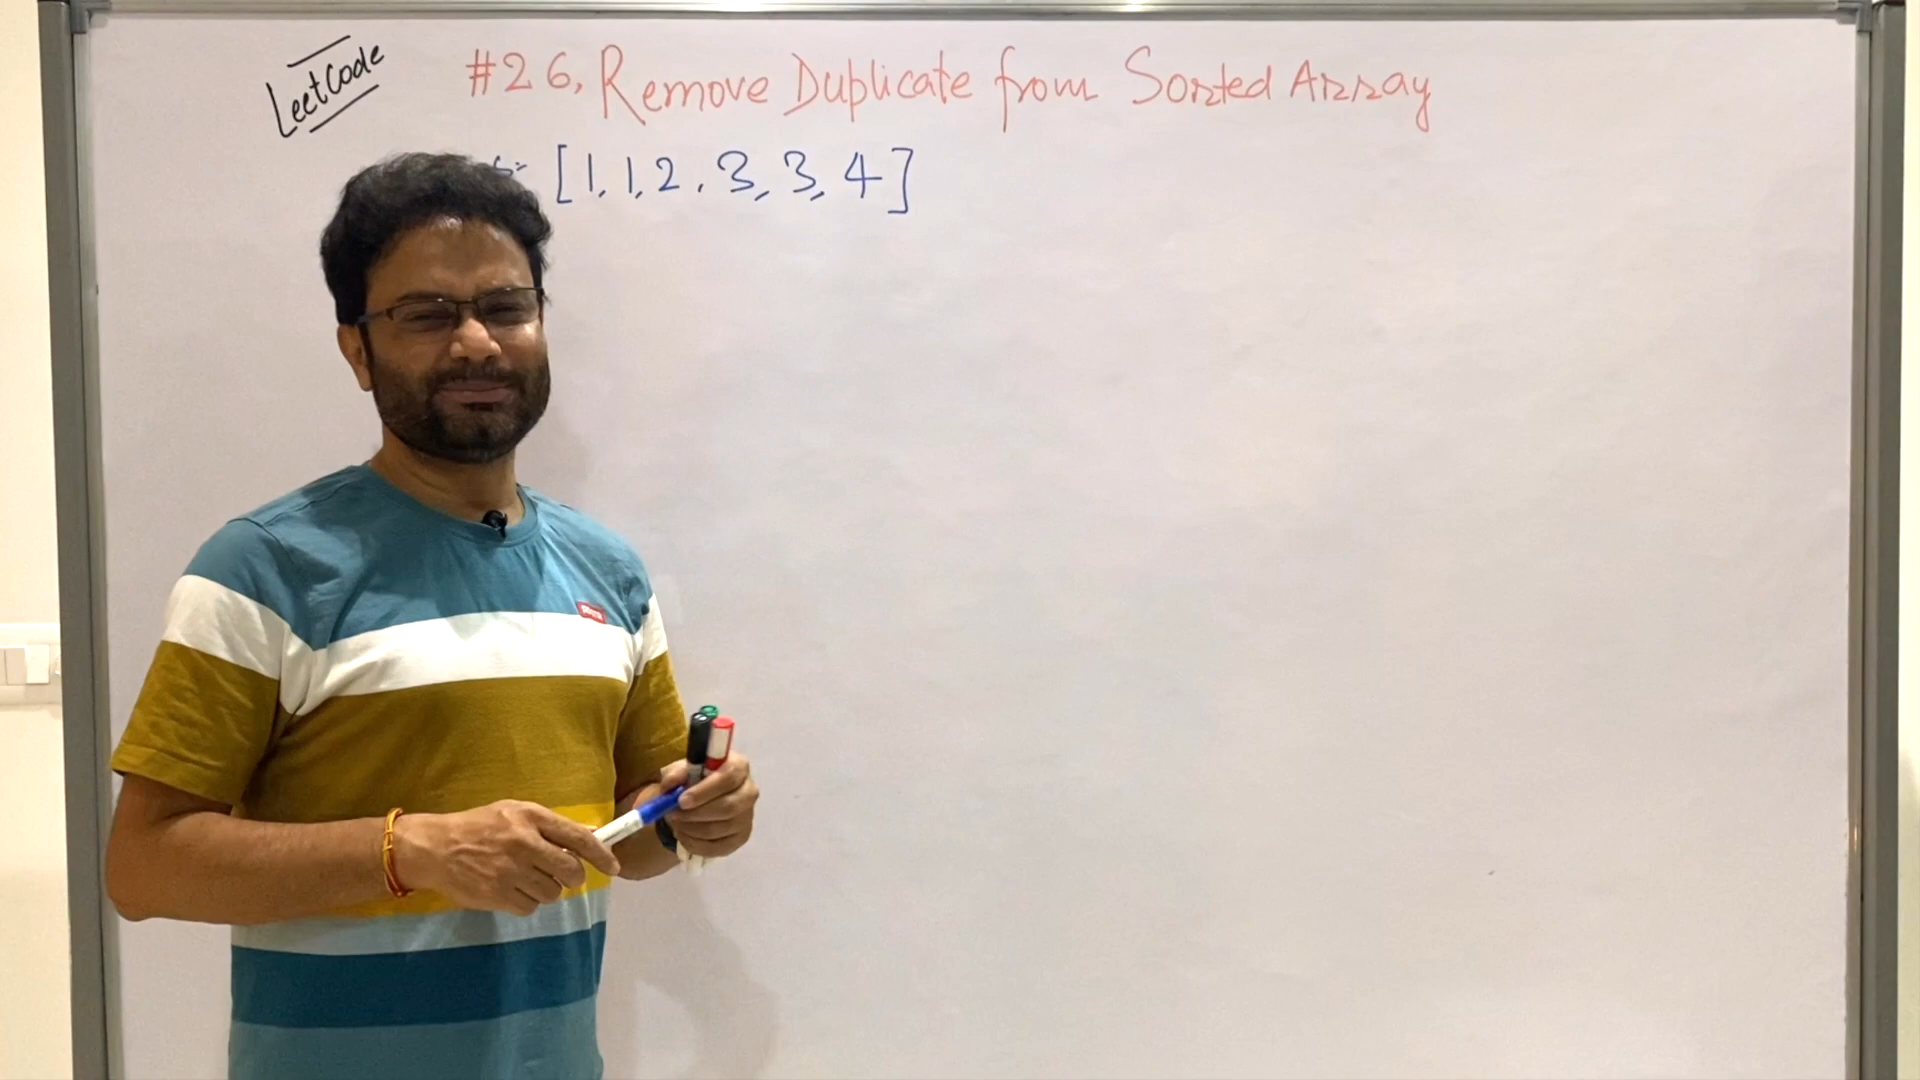 LeetCode
#26, Remove Duplicate from Sorted Array
[1, 1, 2, 3, 3, 4]